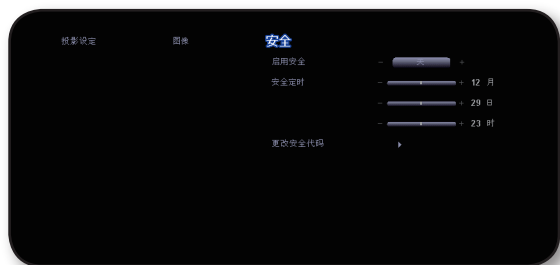 投影设定 图像 安全
启用安全 - 关 +
安全定时 - + 12 月
- + 29 日
- + 23 时
更改安全代码